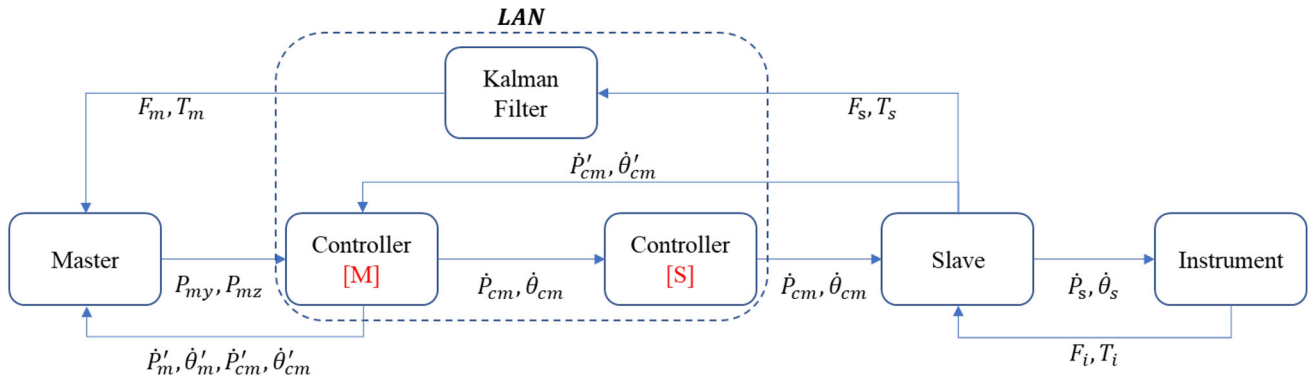 LAN
Kalman
Filter
F_m, T_m
F_s, T_s
Ṗ′_cm, θ̇′_cm
Master
Controller
[M]
Controller
[S]
Slave
Instrument
P_my, P_mz
Ṗ_cm, θ̇_cm
Ṗ_cm, θ̇_cm
Ṗ_s, θ̇_s
Ṗ′_m, θ̇′_m, Ṗ′_cm, θ̇′_cm
F_i, T_i